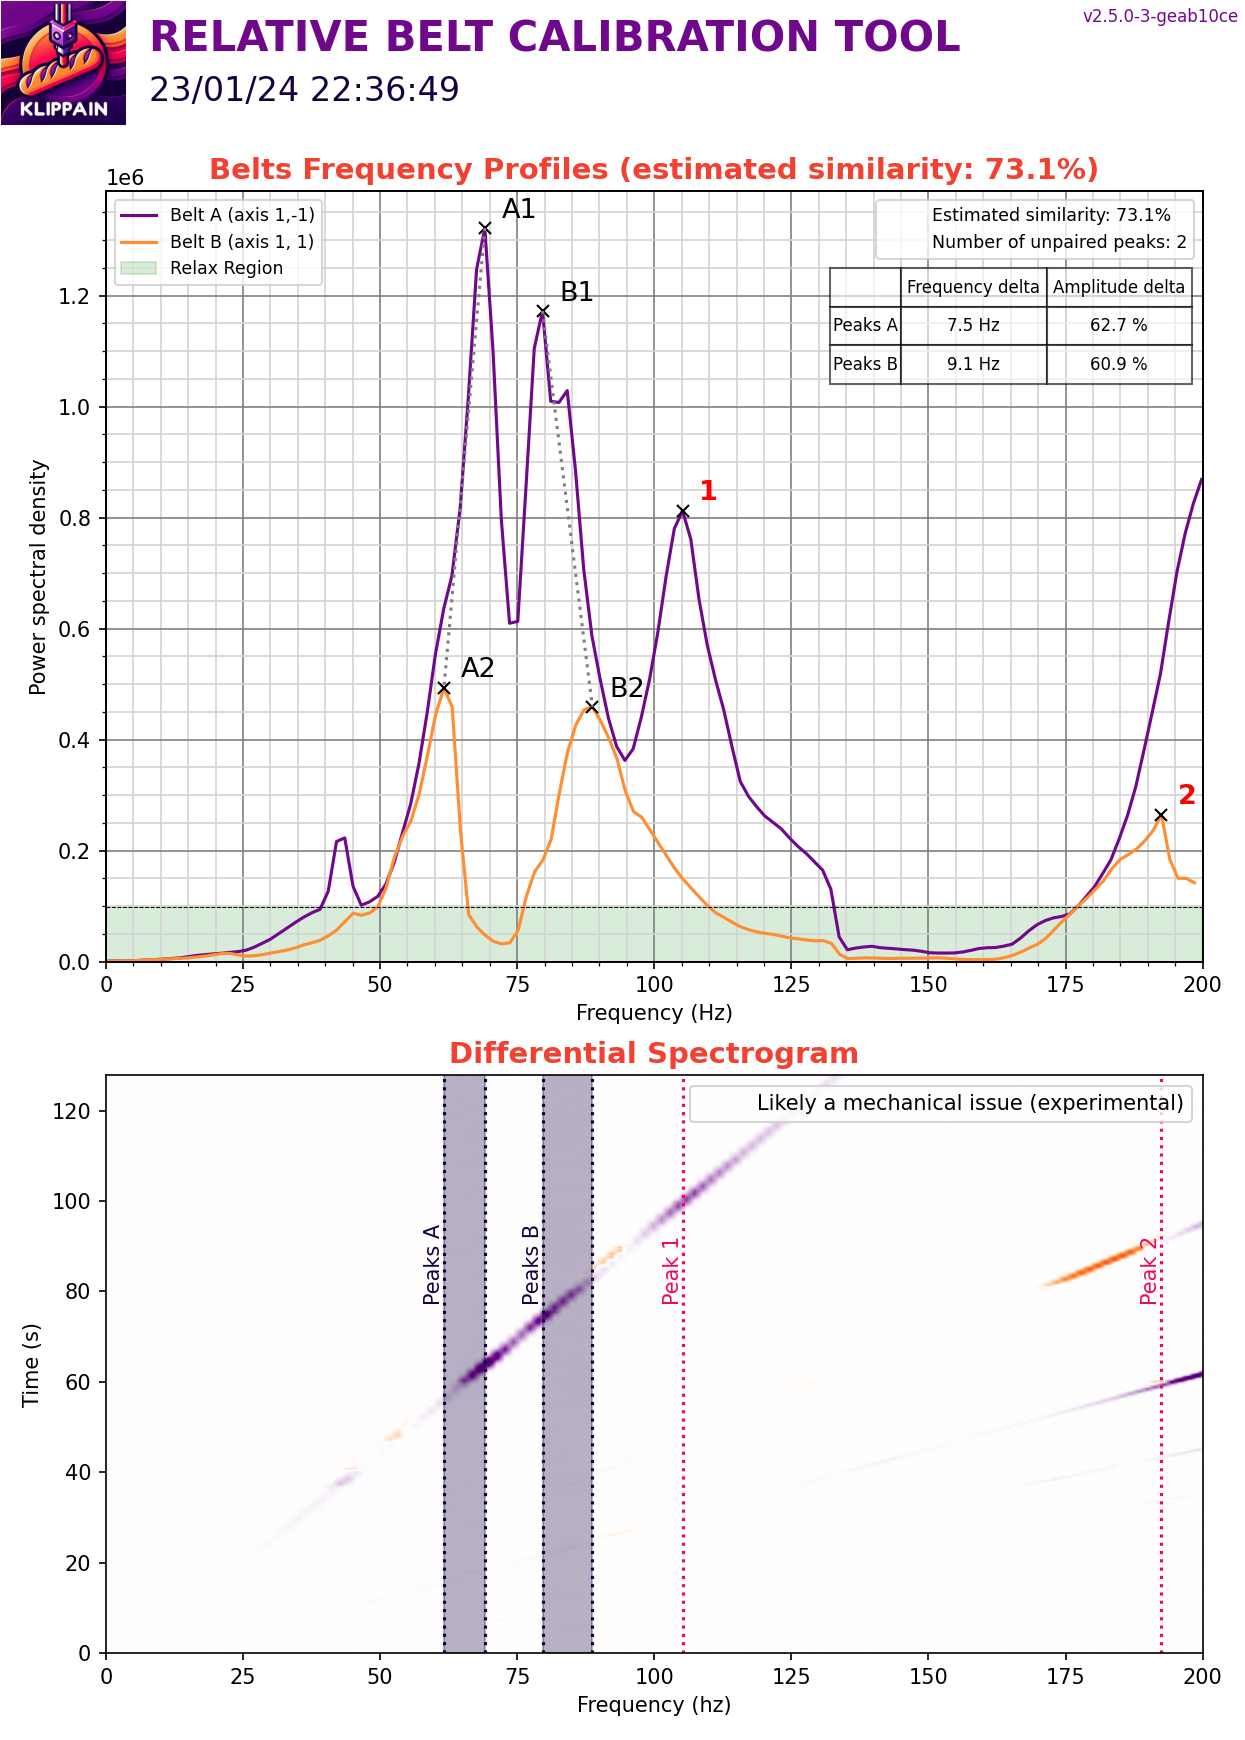 v2.5.0-3-geab10ce
RELATIVE BELT CALIBRATION TOOL
23/01/24 22:36:49
KLIPPAIN
Belts Frequency Profiles (estimated similarity: 73.1%)
1e6
Belt A (axis 1,-1)
Belt B (axis 1, 1)
Relax Region
Estimated similarity: 73.1%
Number of unpaired peaks: 2
Frequency delta Amplitude delta
Peaks A 7.5 Hz 62.7 %
Peaks B 9.1 Hz 60.9 %
A1
B1
1
A2
B2
2
Power spectral density
1.2
1.0
0.8
0.6
0.4
0.2
0.0
0 25 50 75 100 125 150 175 200
Frequency (Hz)
Differential Spectrogram
Likely a mechanical issue (experimental)
Peaks A
Peaks B
Peak 1
Peak 2
Time (s)
120
100
80
60
40
20
0
0 25 50 75 100 125 150 175 200
Frequency (hz)